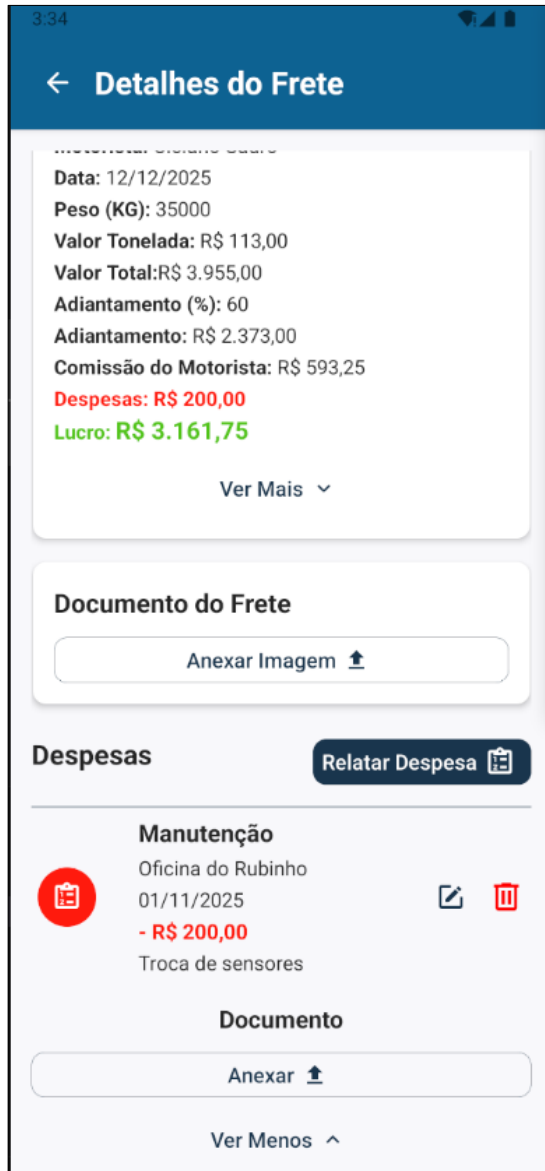 3:34
Detalhes do Frete
Data: 12/12/2025
Peso (KG): 35000
Valor Tonelada: R$ 113,00
Valor Total:R$ 3.955,00
Adiantamento (%): 60
Adiantamento: R$ 2.373,00
Comissão do Motorista: R$ 593,25
Despesas: R$ 200,00
Lucro: R$ 3.161,75
Ver Mais
Documento do Frete
Anexar Imagem
Despesas
Relatar Despesa
Manutenção
Oficina do Rubinho
01/11/2025
- R$ 200,00
Troca de sensores
Documento
Anexar
Ver Menos